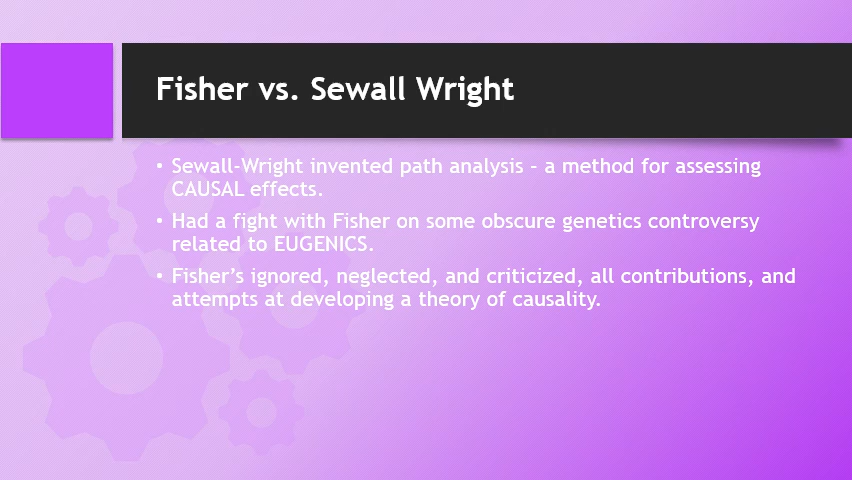 Fisher vs. Sewall Wright
• Sewall-Wright invented path analysis – a method for assessing
CAUSAL effects.
• Had a fight with Fisher on some obscure genetics controversy
related to EUGENICS.
• Fisher’s ignored, neglected, and criticized, all contributions, and
attempts at developing a theory of causality.